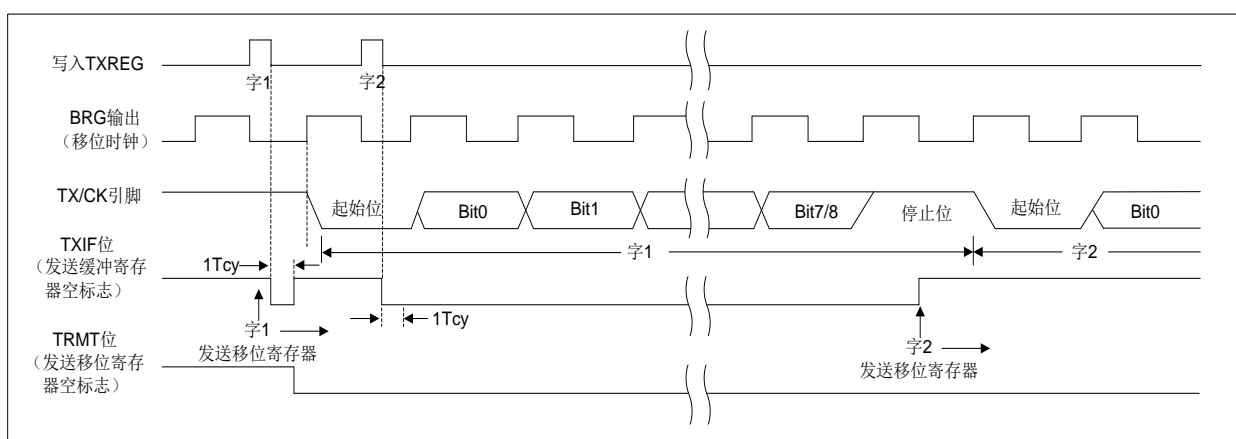 写入TXREG
字1
字2
BRG输出
（移位时钟）
TX/CK引脚
起始位
Bit0
Bit1
Bit7/8
停止位
起始位
Bit0
TXIF位
（发送缓冲寄存
器空标志）
1Tcy
字1
字2
1Tcy
字1
发送移位寄存器
字2
发送移位寄存器
TRMT位
（发送移位寄存
器空标志）